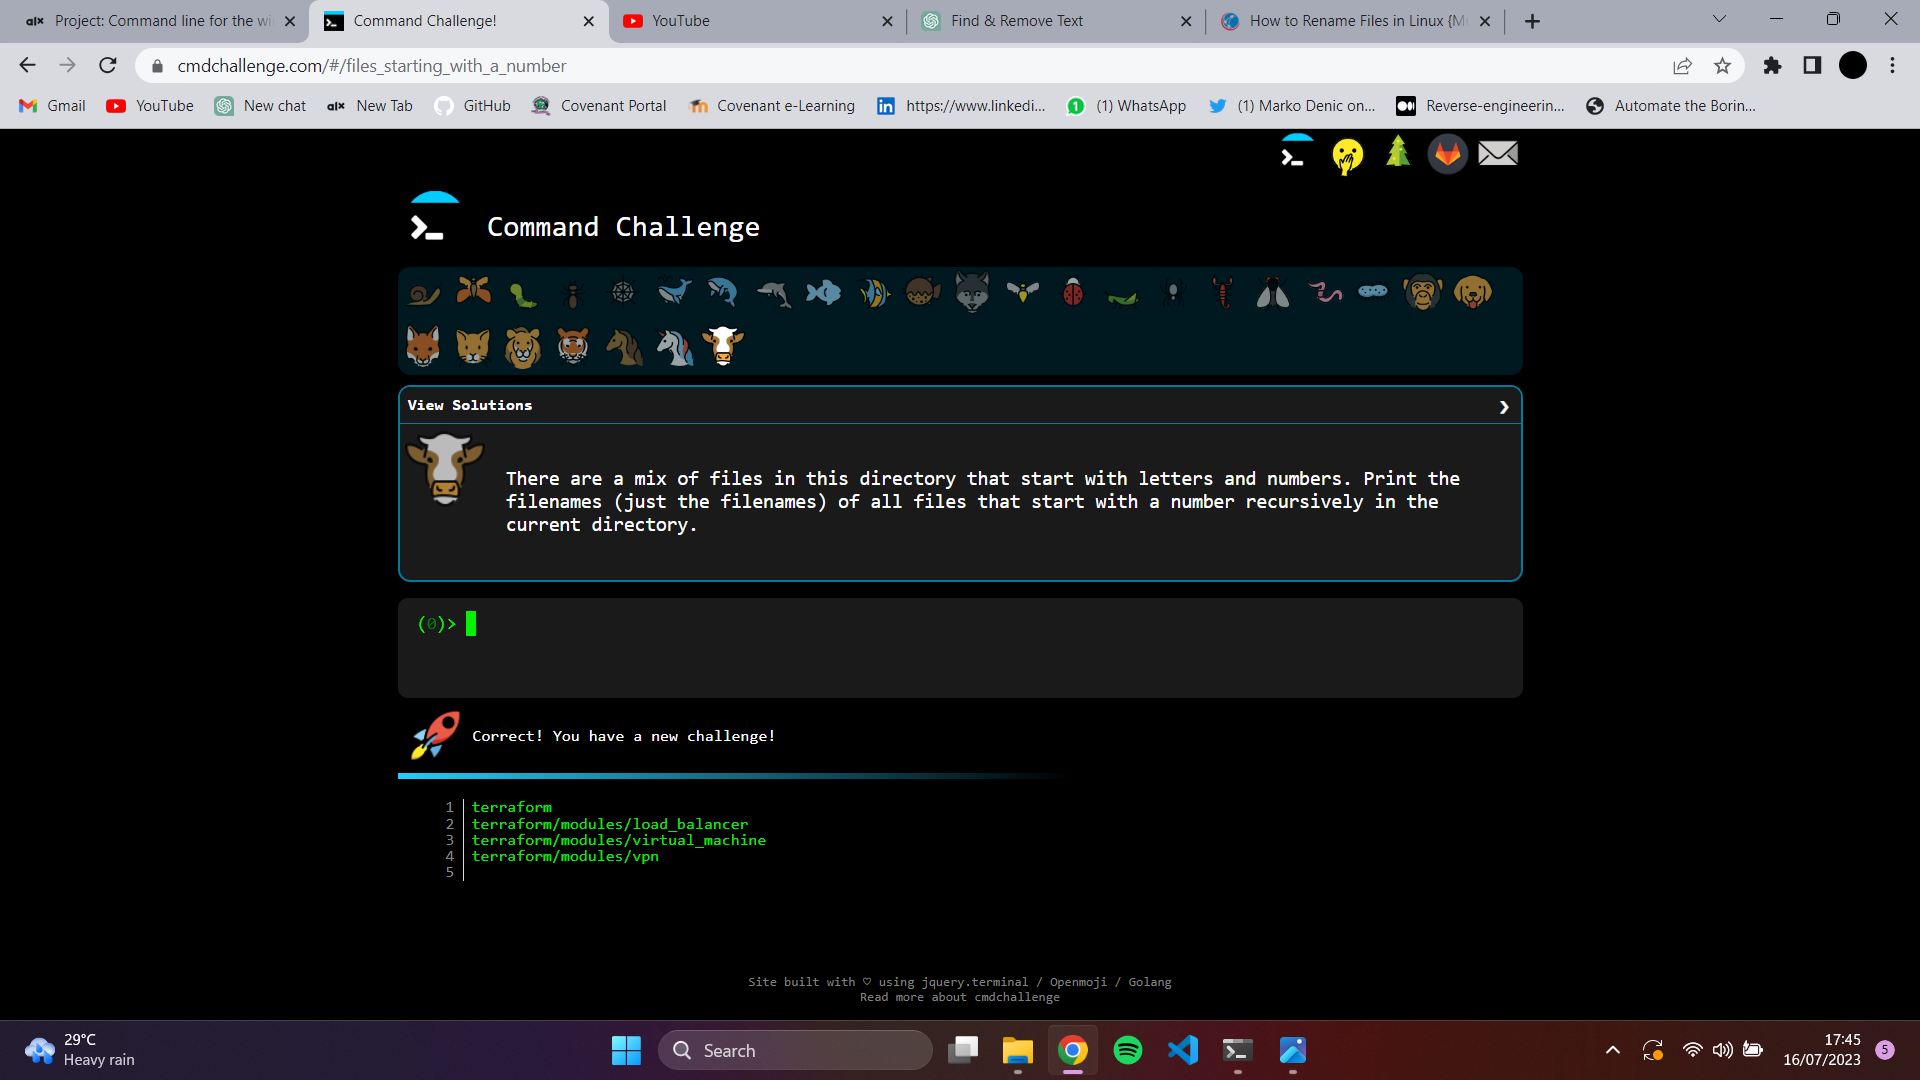 alx Project: Command line for the wi
Command Challenge!
YouTube
Find & Remove Text
How to Rename Files in Linux {M
cmdchallenge.com/#/files_starting_with_a_number
Gmail
YouTube
New chat
alx New Tab
GitHub
Covenant Portal
Covenant e-Learning
https://www.linkedi...
(1) WhatsApp
(1) Marko Denic on...
Reverse-engineerin...
Automate the Borin...
Command Challenge
View Solutions
There are a mix of files in this directory that start with letters and numbers. Print the
filenames (just the filenames) of all files that start with a number recursively in the
current directory.
(0)>
Correct! You have a new challenge!
1 terraform
2 terraform/modules/load_balancer
3 terraform/modules/virtual_machine
4 terraform/modules/vpn
5
Site built with ♡ using jquery.terminal / Openmoji / Golang
Read more about cmdchallenge
29°C
Heavy rain
Search
17:45
16/07/2023
5